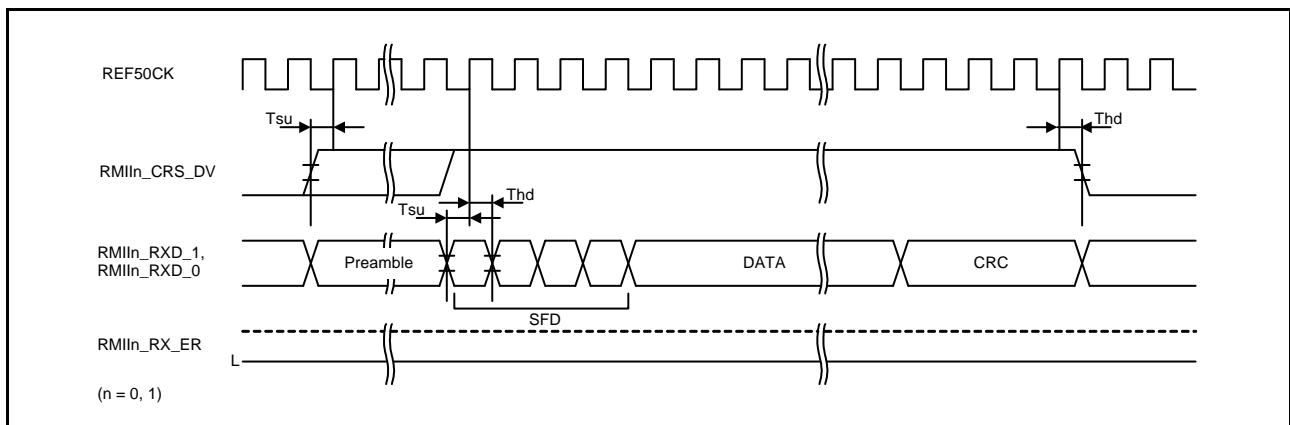 REF50CK
Tsu
Thd
RMIIn_CRS_DV
Thd
Tsu
RMIIn_RXD_1,
RMIIn_RXD_0
Preamble
DATA
CRC
SFD
RMIIn_RX_ER
L
(n = 0, 1)